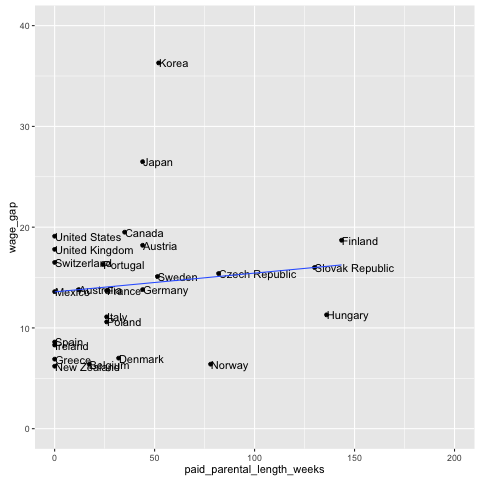 40
Korea
30
Japan
wage_gap
20
United States
Canada
Finland
Austria
United Kingdom
Switzerland
Portugal
Slovak Republic
Czech Republic
Sweden
Mexico
Australia
France
Germany
Hungary
Italy
Poland
10
Spain
Ireland
Denmark
Greece
Belgium
Norway
New Zealand
0
0
50
100
150
200
paid_parental_length_weeks